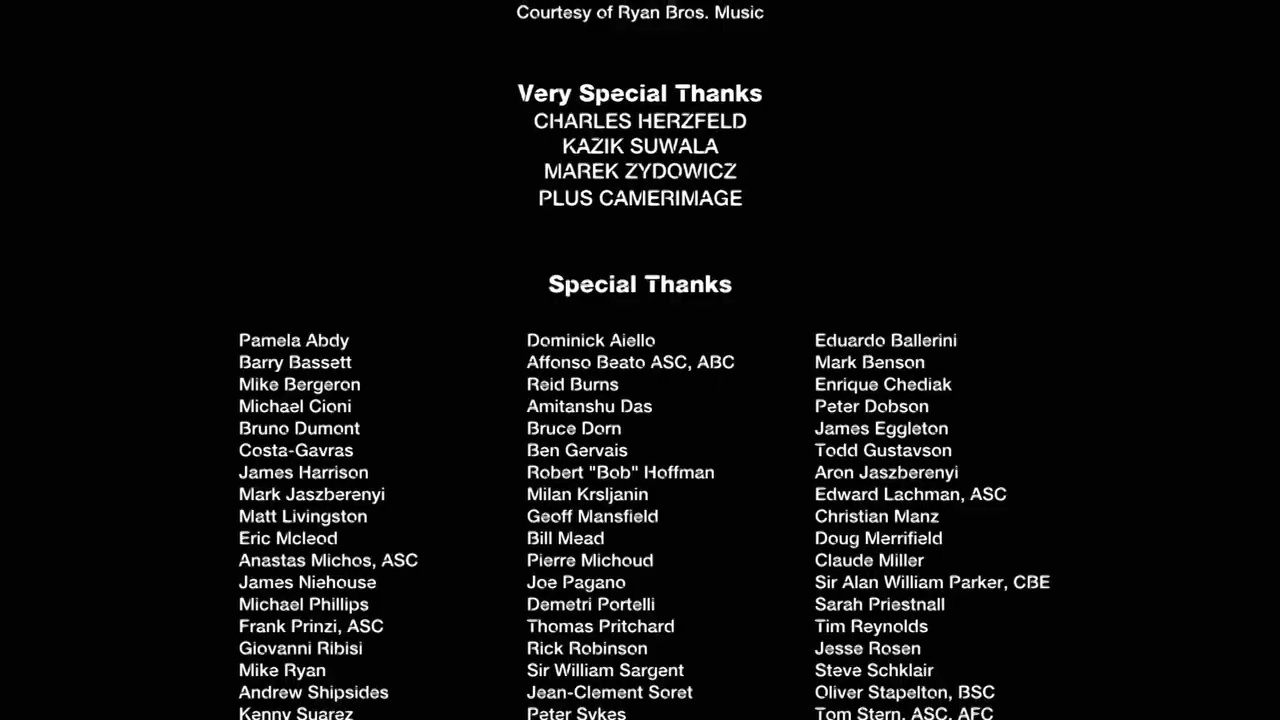 Courtesy of Ryan Bros. Music
Very Special Thanks
CHARLES HERZFELD
KAZIK SUWALA
MAREK ZYDOWICZ
PLUS CAMERIMAGE
Special Thanks
Pamela Abdy Dominick Aiello Eduardo Ballerini
Barry Bassett Affonso Beato ASC, ABC Mark Benson
Mike Bergeron Reid Burns Enrique Chediak
Michael Cioni Amitanshu Das Peter Dobson
Bruno Dumont Bruce Dorn James Eggleton
Costa-Gavras Ben Gervais Todd Gustavson
James Harrison Robert "Bob" Hoffman Aron Jaszberenyi
Mark Jaszberenyi Milan Krsljanin Edward Lachman, ASC
Matt Livingston Geoff Mansfield Christian Manz
Eric Mcleod Bill Mead Doug Merrifield
Anastas Michos, ASC Pierre Michoud Claude Miller
James Niehouse Joe Pagano Sir Alan William Parker, CBE
Michael Phillips Demetri Portelli Sarah Priestnall
Frank Prinzi, ASC Thomas Pritchard Tim Reynolds
Giovanni Ribisi Rick Robinson Jesse Rosen
Mike Ryan Sir William Sargent Steve Schklair
Andrew Shipsides Jean-Clement Soret Oliver Stapelton, BSC
Kenny Suarez Peter Sykes Tom Stern, ASC, AFC